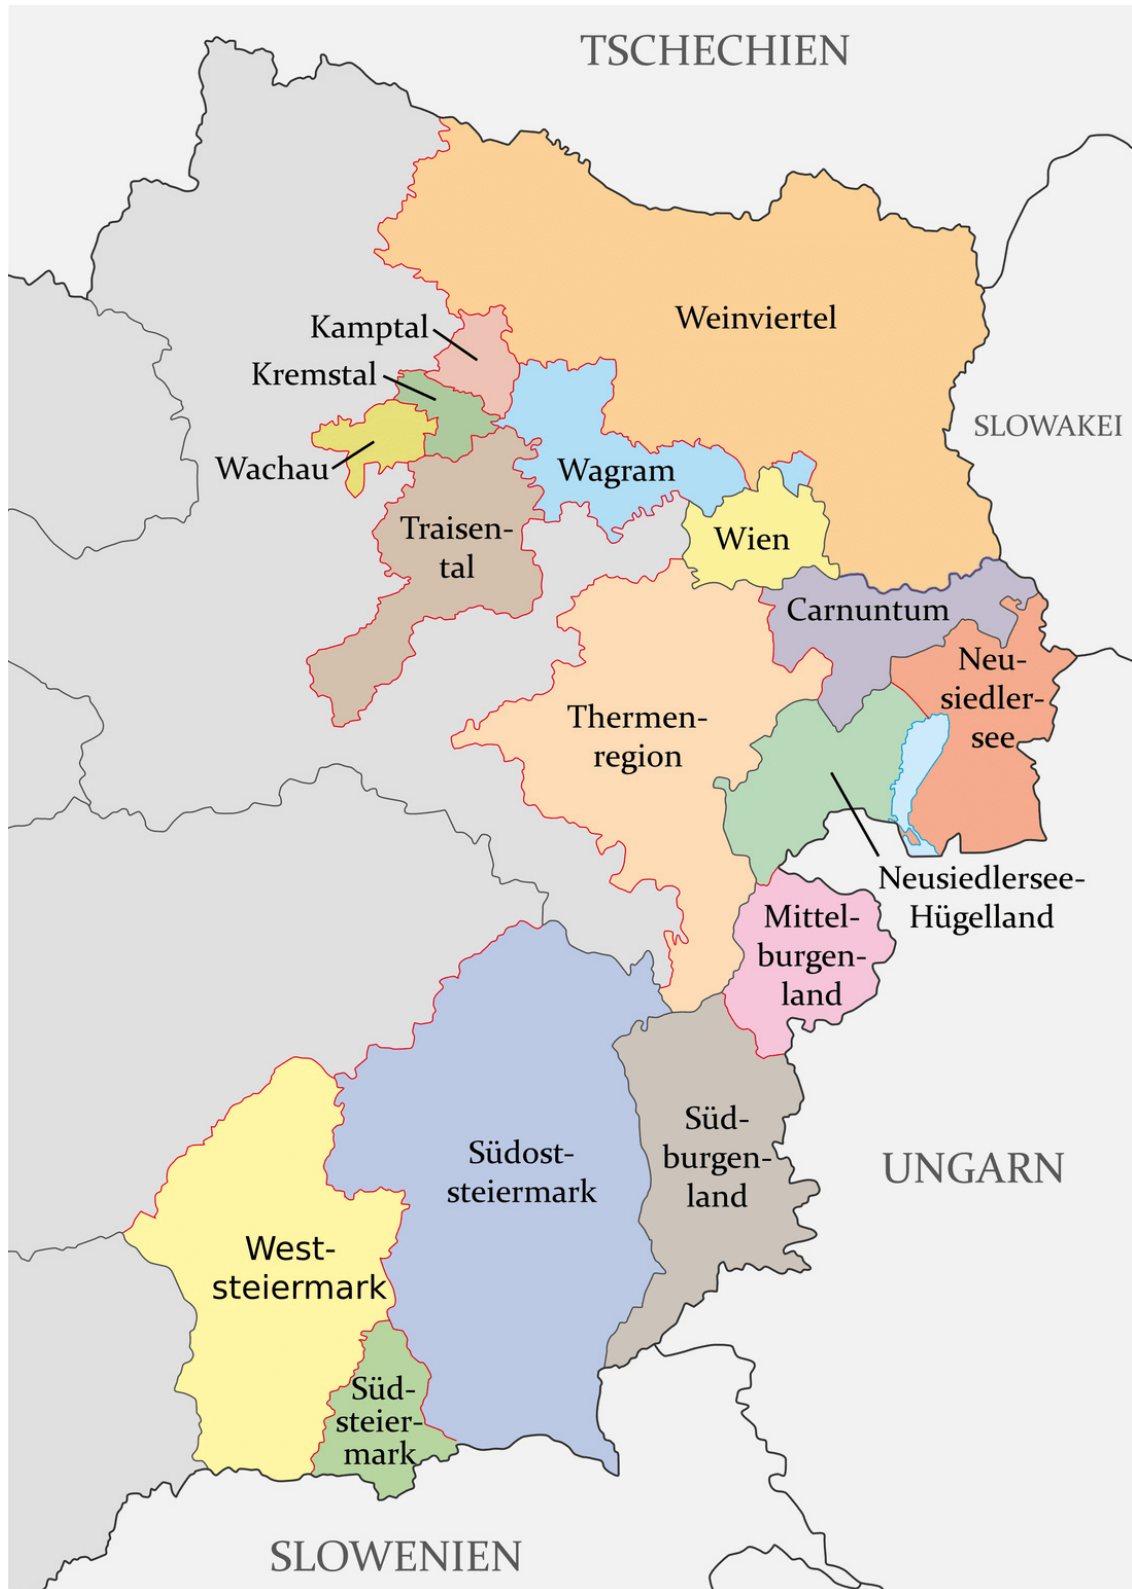 TSCHECHIEN
Weinviertel
Kamptal
Kremstal
SLOWAKEI
Wachau
Wagram
Traisen-
tal
Wien
Carnuntum
Neu-
siedler-
see
Thermen-
region
Neusiedlersee-
Hügelland
Mittel-
burgen-
land
Süd-
burgen-
land
Südost-
steiermark
UNGARN
West-
steiermark
Süd-
steier-
mark
SLOWENIEN